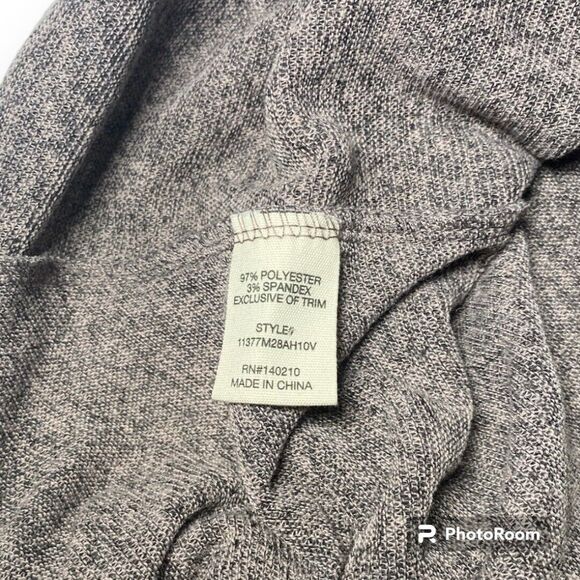 97% POLYESTER
3% SPANDEX
EXCLUSIVE OF TRIM
STYLE#
11377M28AH10V
RN#140210
MADE IN CHINA
PhotoRoom